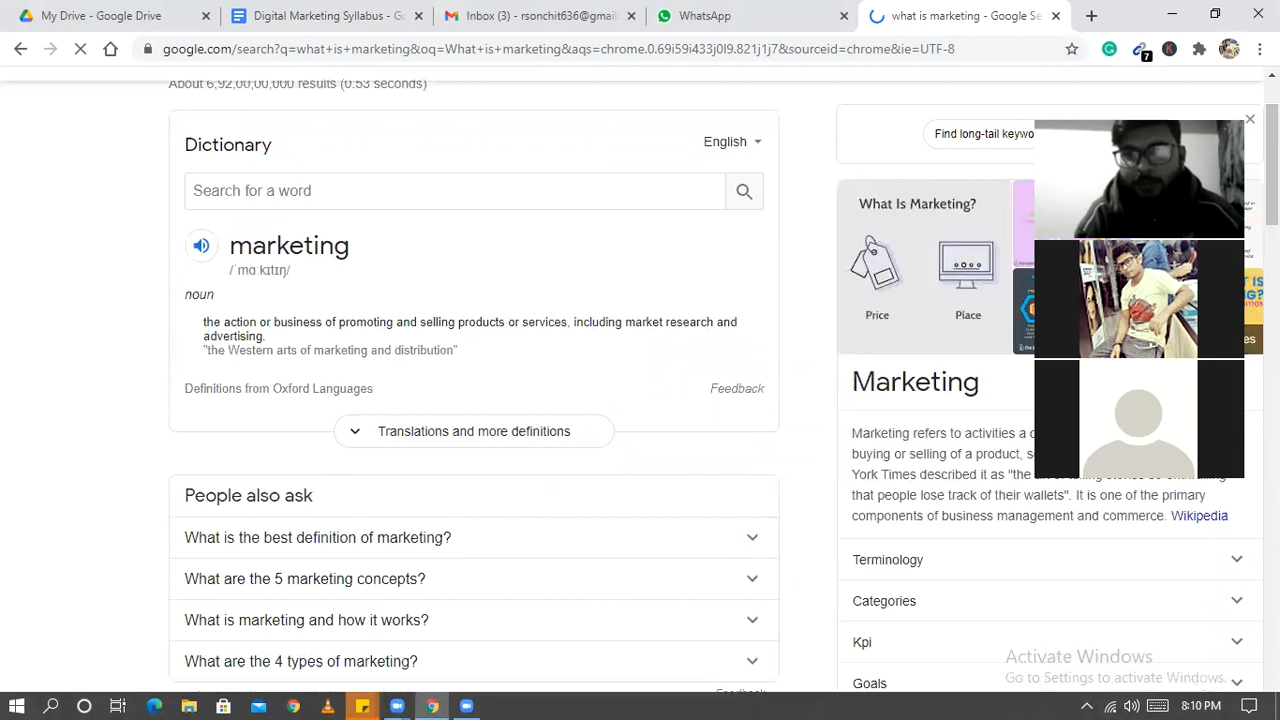 My Drive - Google Drive
Digital Marketing Syllabus - Gu
Inbox (3) - rsonchit636@gmail.
WhatsApp
what is marketing - Google Se
google.com/search?q=what+is+marketing&oq=What+is+marketing&aqs=chrome.0.69i59i433j0l9.821j1j7&sourceid=chrome&ie=UTF-8
7
K
About 6,92,00,00,000 results (0.53 seconds)
Dictionary
English
Search for a word
marketing
/ˈmɑːkɪtɪŋ/
noun
the action or business of promoting and selling products or services, including market research and
advertising.
"the Western arts of marketing and distribution"
Definitions from Oxford Languages
Feedback
Translations and more definitions
People also ask
What is the best definition of marketing?
What are the 5 marketing concepts?
What is marketing and how it works?
What are the 4 types of marketing?
Feedback
Find long-tail keywo
What Is Marketing?
Price
Place
Marketing
Marketing refers to activities a
buying or selling of a product, s
York Times described it as "the
that people lose track of their wallets". It is one of the primary
components of business management and commerce. Wikipedia
Terminology
Categories
Kpi
Goals
Activate Windows
Go to Settings to activate Windows.
8:10 PM